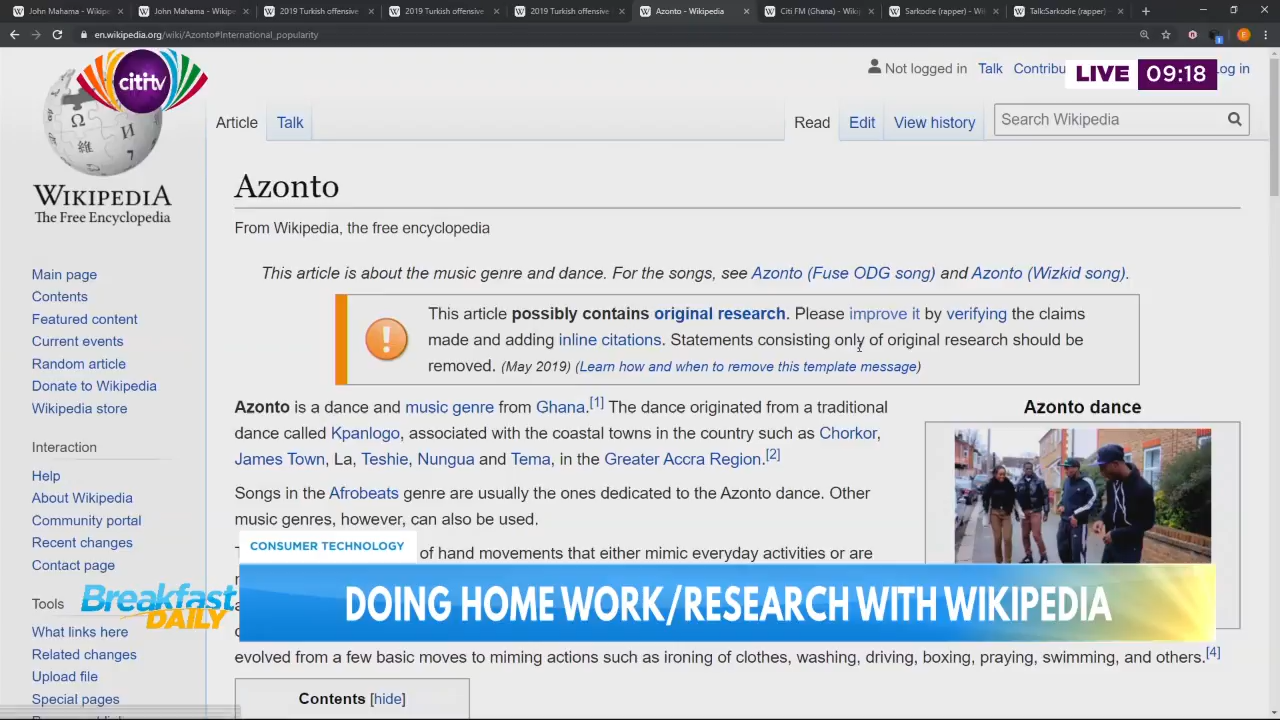 John Mahama - Wikip
John Mahama - Wikip
2019 Turkish offensive
2019 Turkish offensive
2019 Turkish offensive
Azonto - Wikipedia
Citi FM (Ghana) - Wiki
Sarkodie (rapper) - Wi
Talk:Sarkodie (rapper)
en.wikipedia.org/wiki/Azonto#International_popularity
E
cititv
Not logged in
Talk
Contribu
LIVE
09:18
og in
Article
Talk
Read
Edit
View history
Search Wikipedia
WIKIPEDIA
The Free Encyclopedia
Main page
Contents
Featured content
Current events
Random article
Donate to Wikipedia
Wikipedia store
Interaction
Help
About Wikipedia
Community portal
Recent changes
Contact page
Tools
What links here
Related changes
Upload file
Special pages
Azonto
From Wikipedia, the free encyclopedia
This article is about the music genre and dance. For the songs, see Azonto (Fuse ODG song) and Azonto (Wizkid song).
This article possibly contains original research. Please improve it by verifying the claims
made and adding inline citations. Statements consisting only of original research should be
removed. (May 2019) (Learn how and when to remove this template message)
Azonto is a dance and music genre from Ghana.[1] The dance originated from a traditional
dance called Kpanlogo, associated with the coastal towns in the country such as Chorkor,
James Town, La, Teshie, Nungua and Tema, in the Greater Accra Region.[2]
Songs in the Afrobeats genre are usually the ones dedicated to the Azonto dance. Other
music genres, however, can also be used.
of hand movements that either mimic everyday activities or are
Azonto dance
CONSUMER TECHNOLOGY
Breakfast
DAILY
DOING HOME WORK/RESEARCH WITH WIKIPEDIA
evolved from a few basic moves to miming actions such as ironing of clothes, washing, driving, boxing, praying, swimming, and others.[4]
Contents [hide]